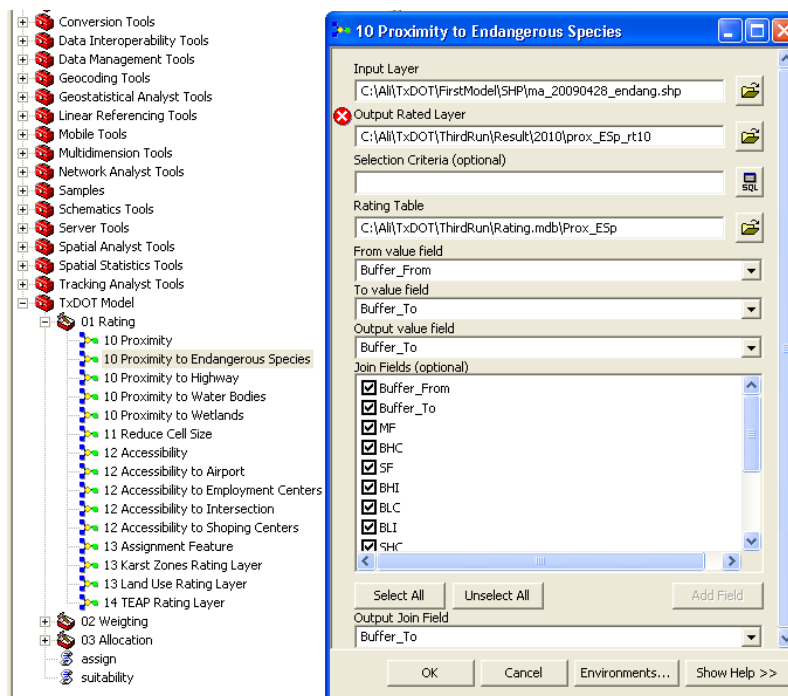 Conversion Tools
Data Interoperability Tools
Data Management Tools
Geocoding Tools
Geostatistical Analyst Tools
Linear Referencing Tools
Mobile Tools
Multidimension Tools
Network Analyst Tools
Samples
Schematics Tools
Server Tools
Spatial Analyst Tools
Spatial Statistics Tools
Tracking Analyst Tools
TxDOT Model
01 Rating
10 Proximity
10 Proximity to Endangerous Species
10 Proximity to Highway
10 Proximity to Water Bodies
10 Proximity to Wetlands
11 Reduce Cell Size
12 Accessibility
12 Accessibility to Airport
12 Accessibility to Employment Centers
12 Accessibility to Intersection
12 Accessibility to Shoping Centers
13 Assignment Feature
13 Karst Zones Rating Layer
13 Land Use Rating Layer
14 TEAP Rating Layer
02 Weigting
03 Allocation
assign
suitability
10 Proximity to Endangerous Species
Input Layer
C:\Ali\TxDOT\FirstModel\SHP\ma_20090428_endang.shp
Output Rated Layer
C:\Ali\TxDOT\ThirdRun\Result\2010\prox_ESp_rt10
Selection Criteria (optional)
SQL
Rating Table
C:\Ali\TxDOT\ThirdRun\Rating.mdb\Prox_ESp
From value field
Buffer_From
To value field
Buffer_To
Output value field
Buffer_To
Join Fields (optional)
Buffer_From
Buffer_To
MF
BHC
SF
BHI
BLC
BLI
SHC
Select All
Unselect All
Add Field
Output Join Field
Buffer_To
OK
Cancel
Environments...
Show Help >>